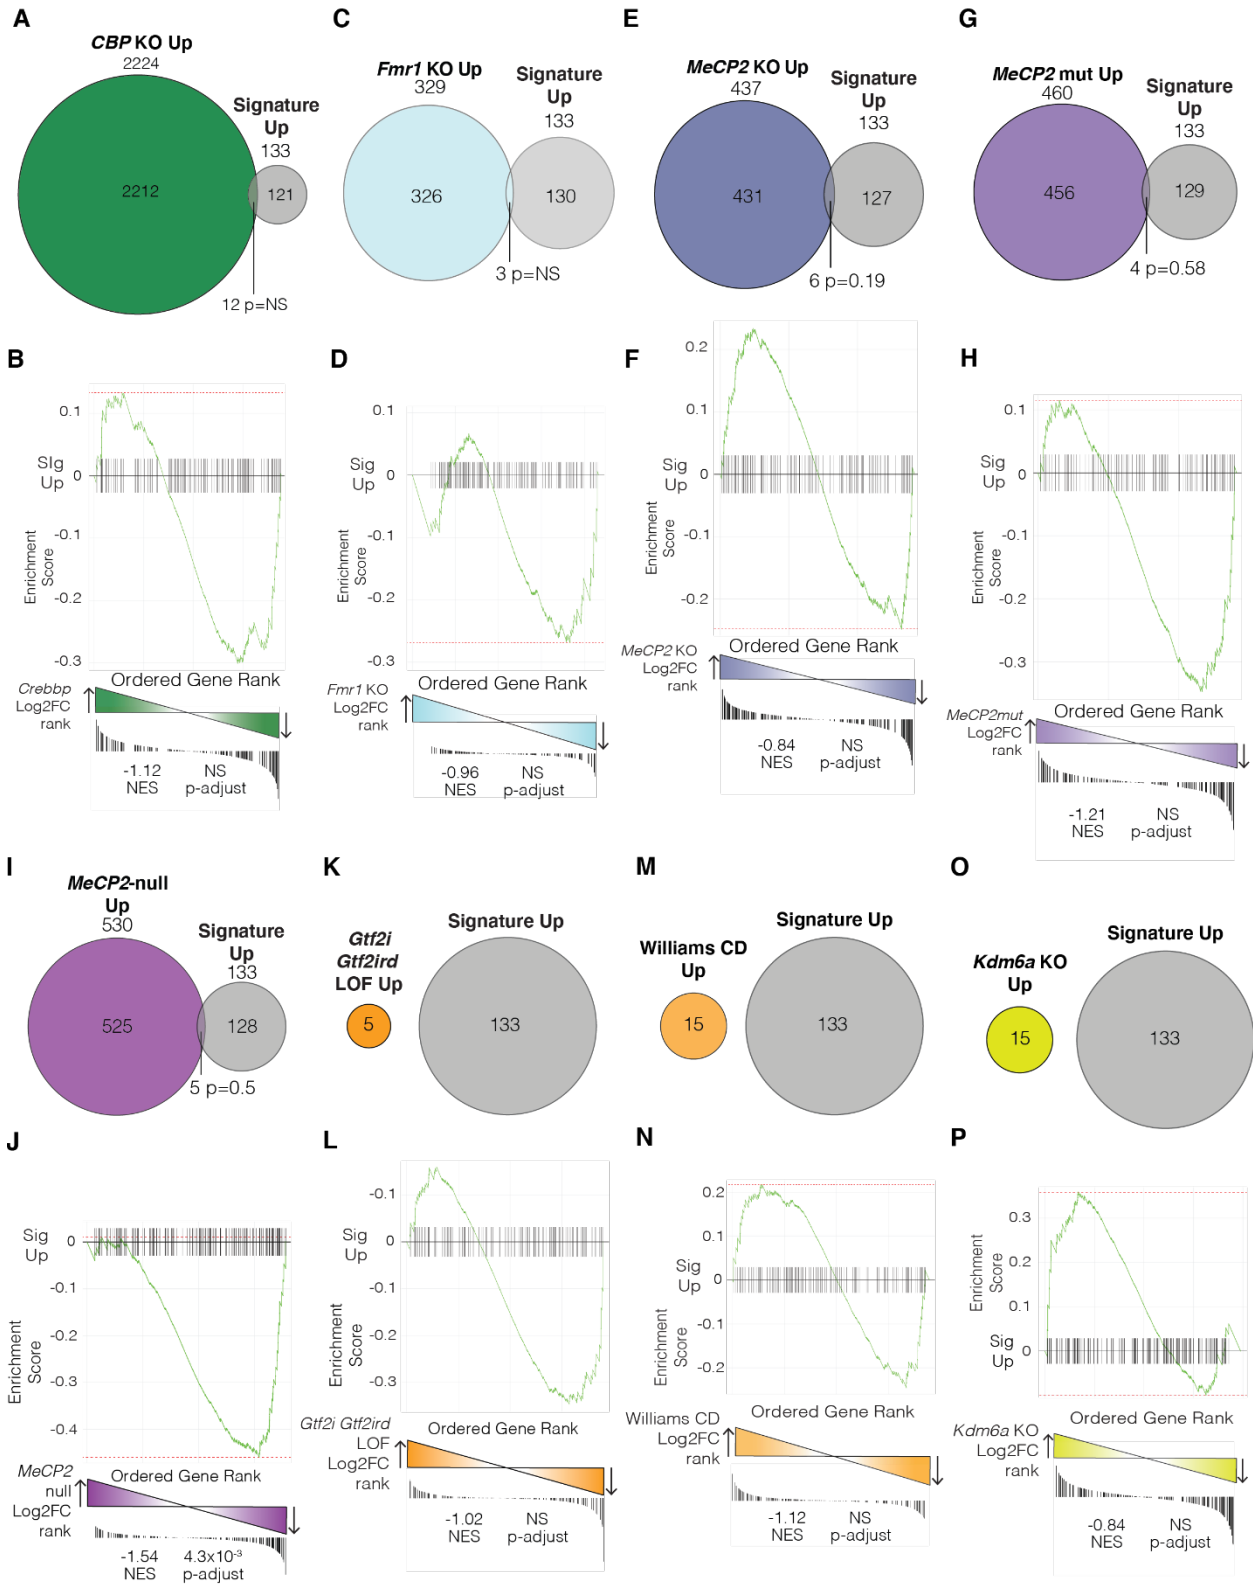 A
CBP KO Up
2224
Signature
Up
133
2212
121
12 p=NS
C
Fmr1 KO Up
329
Signature
Up
133
326
130
3 p=NS
E
MeCP2 KO Up
437
Signature
Up
133
431
127
6 p=0.19
G
MeCP2 mut Up
460
Signature
Up
133
456
129
4 p=0.58
B
0.1
SIg
Up
0
-0.1
-0.2
-0.3
Enrichment
Score
Ordered Gene Rank
Crebbp
Log2FC
rank
-1.12 NS
NES p-adjust
D
0.1
Sig
Up
0
-0.1
-0.2
-0.3
Enrichment
Score
Ordered Gene Rank
Fmr1 KO
Log2FC
rank
-0.96 NS
NES p-adjust
F
0.2
Sig
Up
0
-0.1
-0.2
Enrichment
Score
Ordered Gene Rank
MeCP2 KO
Log2FC
rank
-0.84 NS
NES p-adjust
H
0.1
Sig
Up
0
-0.1
-0.2
-0.3
Enrichment
Score
Ordered Gene Rank
MeCP2mut
Log2FC
rank
-1.21 NS
NES p-adjust
I
MeCP2-null
Up
530
Signature
Up
133
525
128
5 p=0.5
K
Gtf2i
Gtf2ird
LOF Up
5
Signature Up
133
M
Williams CD
Up
15
Signature Up
133
O
Kdm6a KO
Up
15
Signature Up
133
J
Sig
Up
0
-0.1
-0.2
-0.3
-0.4
Enrichment
Score
Ordered Gene Rank
MeCP2
null
Log2FC
rank
-1.54 4.3x10⁻³
NES p-adjust
L
-0.1
Sig
Up
0
-0.1
-0.2
-0.3
Enrichment
Score
Ordered Gene Rank
Gtf2i Gtf2ird
LOF
Log2FC
rank
-1.02 NS
NES p-adjust
N
0.2
Sig
Up
0
-0.1
-0.2
Enrichment
Score
Ordered Gene Rank
Williams CD
Log2FC
rank
-1.12 NS
NES p-adjust
P
0.3
0.2
0.1
Sig
Up
0
Enrichment
Score
Ordered Gene Rank
Kdm6a KO
Log2FC
rank
-0.84 NS
NES p-adjust